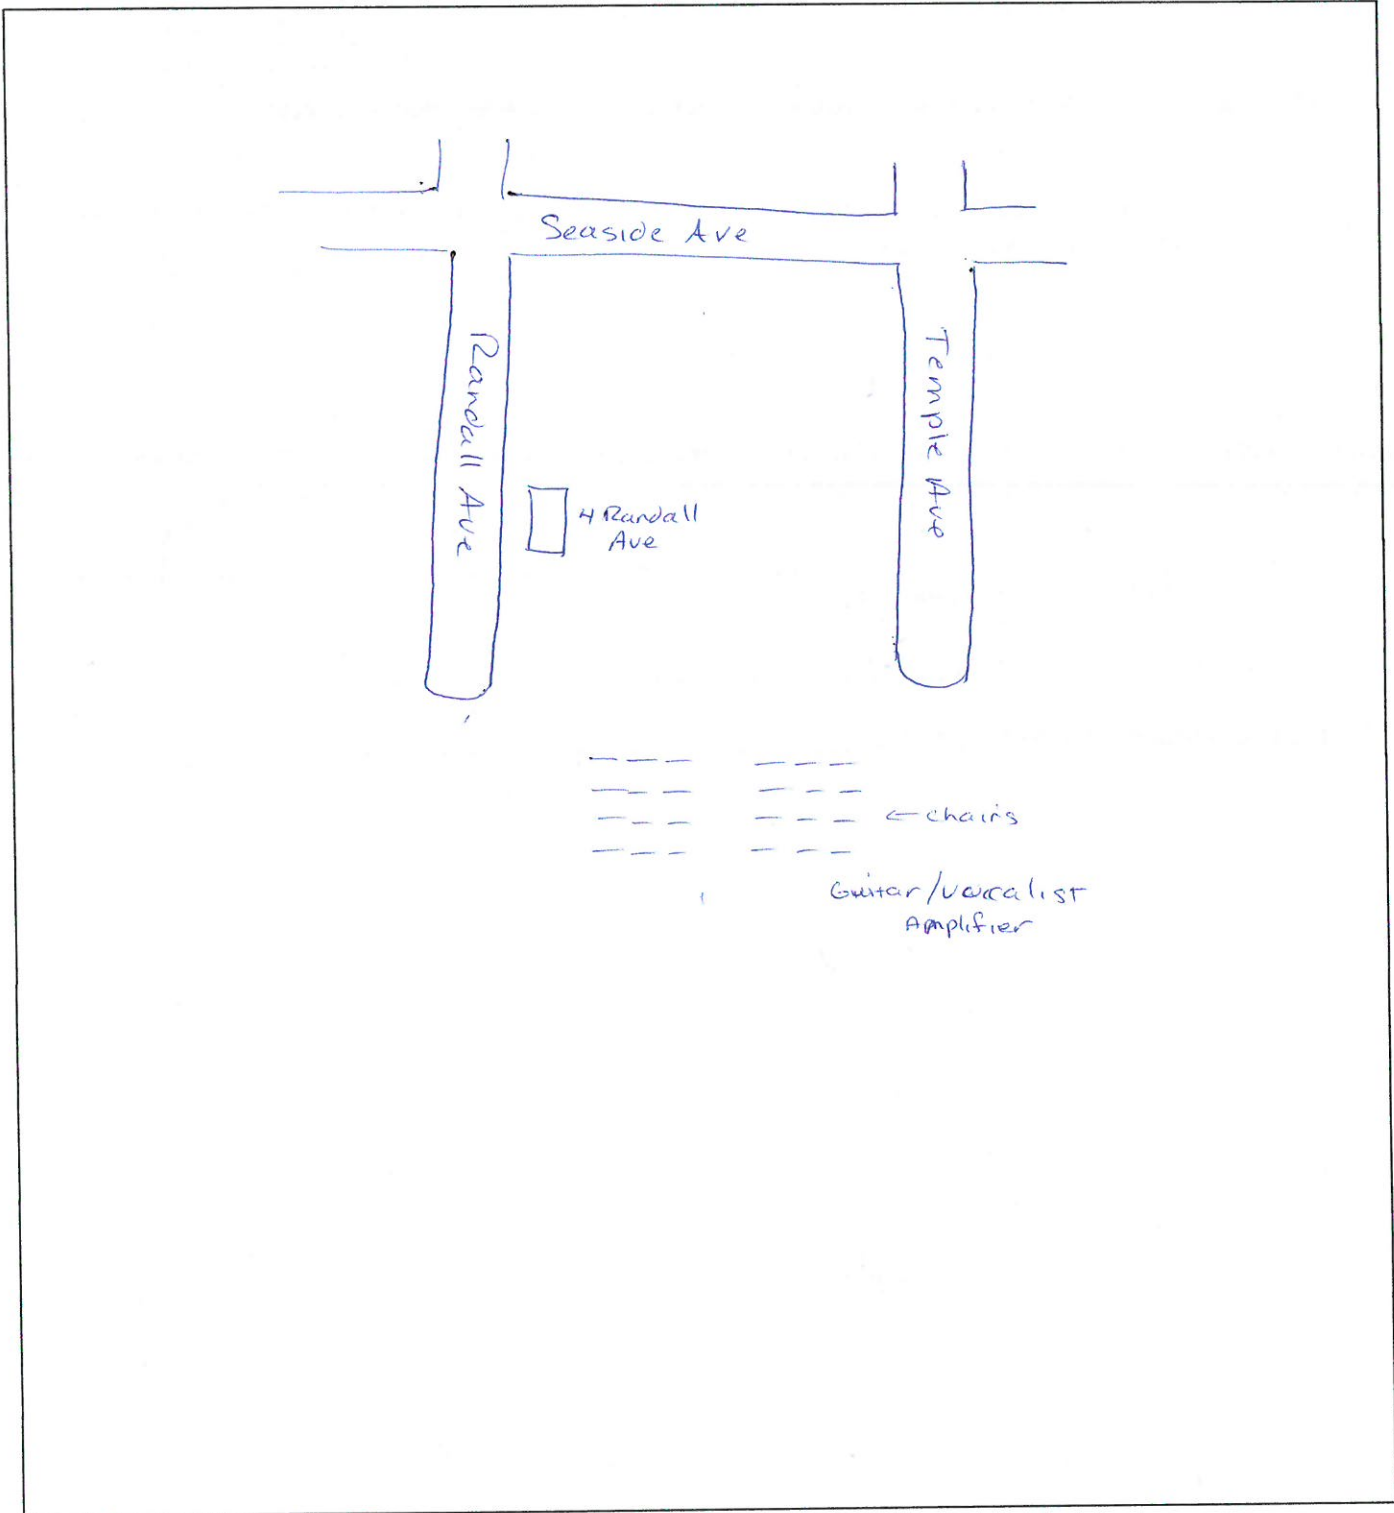 Seaside Ave
Randall Ave
Temple Ave
4 Randall
Ave
← chairs
Guitar/vocalist
Amplifier